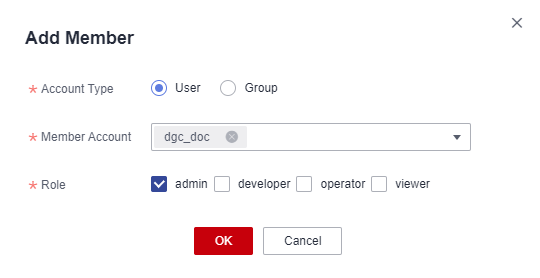 Add Member
* Account Type User Group
* Member Account dgc_doc
* Role admin developer operator viewer
OK Cancel